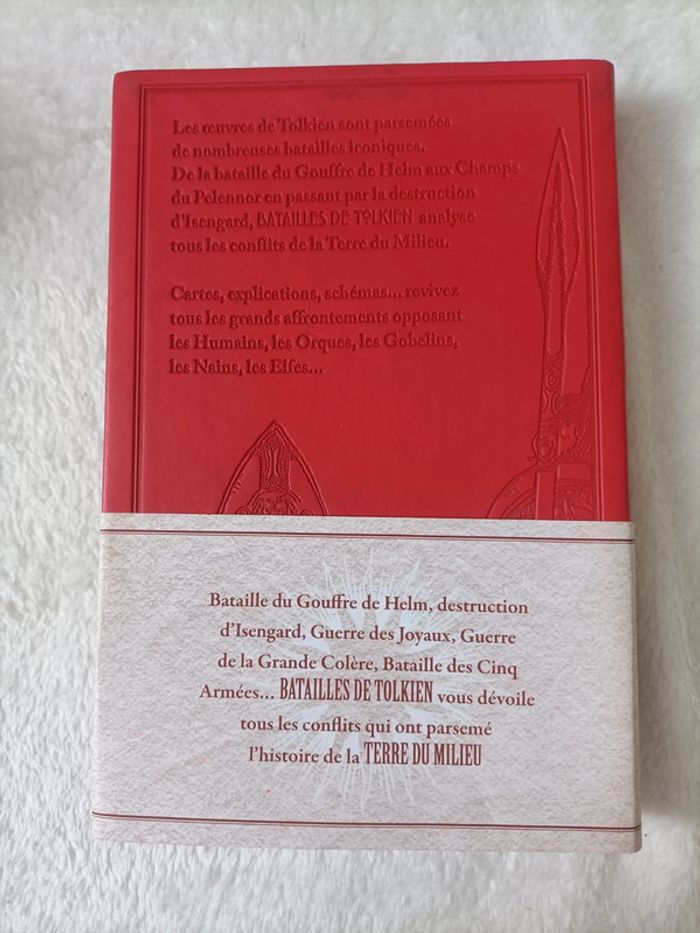 Les œuvres de Tolkien sont parsemées
de nombreuses batailles iconiques.
De la bataille du Gouffre de Helm aux Champs
du Pelennor en passant par la destruction
d'Isengard, BATAILLES DE TOLKIEN analyse
tous les conflits de la Terre du Milieu.
Cartes, explications, schémas... revivez
tous les grands affrontements opposant
les Humains, les Orques, les Gobelins,
les Nains, les Elfes...
Bataille du Gouffre de Helm, destruction
d'Isengard, Guerre des Joyaux, Guerre
de la Grande Colère, Bataille des Cinq
Armées... BATAILLES DE TOLKIEN vous dévoile
tous les conflits qui ont parsemé
l'histoire de la TERRE DU MILIEU